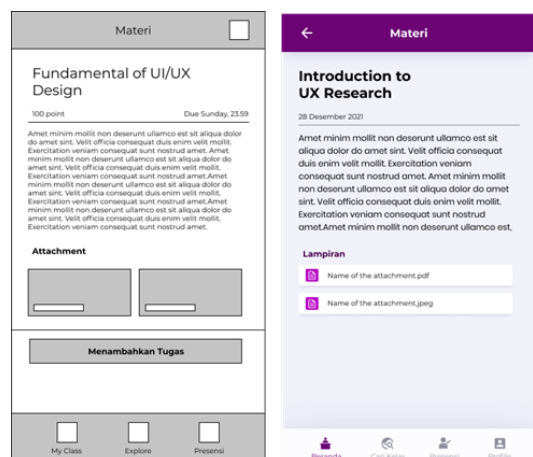 Materi
Fundamental of UI/UX
Design
100 point
Due Sunday, 23.59
Amet minim mollit non deserunt ullamco est sit aliqua dolor
do amet sint. Velit officia consequat duis enim velit mollit.
Exercitation veniam consequat sunt nostrud amet. Amet
minim mollit non deserunt ullamco est sit aliqua dolor do
amet sint. Velit officia consequat duis enim velit mollit.
Exercitation veniam consequat sunt nostrud amet.Amet
minim mollit non deserunt ullamco est sit aliqua dolor do
amet sint. Velit officia consequat duis enim velit mollit.
Exercitation veniam consequat sunt nostrud amet.Amet
minim mollit non deserunt ullamco est sit aliqua dolor do
amet sint. Velit officia consequat duis enim velit mollit.
Exercitation veniam consequat sunt nostrud amet.
Attachment
Menambahkan Tugas
My Class
Explore
Presensi
Materi
Introduction to
UX Research
28 Desember 2021
Amet minim mollit non deserunt ullamco est sit
aliqua dolor do amet sint. Velit officia consequat
duis enim velit mollit. Exercitation veniam
consequat sunt nostrud amet. Amet minim mollit
non deserunt ullamco est sit aliqua dolor do amet
sint. Velit officia consequat duis enim velit mollit.
Exercitation veniam consequat sunt nostrud
amet.Amet minim mollit non deserunt ullamco est,
Lampiran
Name of the attachment.pdf
Name of the attachment.jpeg
Beranda
Cari Kelas
Presensi
Profile